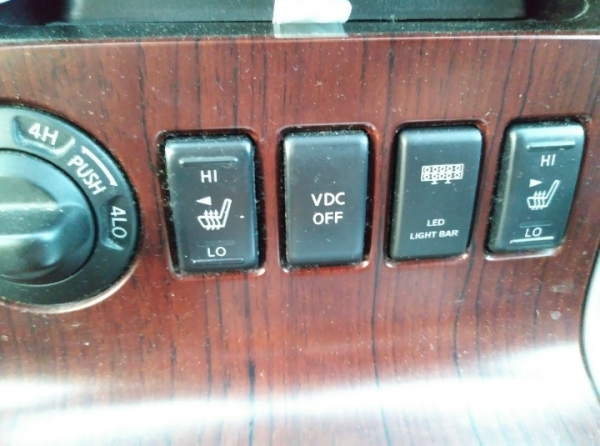 4H
PUSH
4LO
HI
LO
VDC
OFF
LED
LIGHT BAR
HI
LO